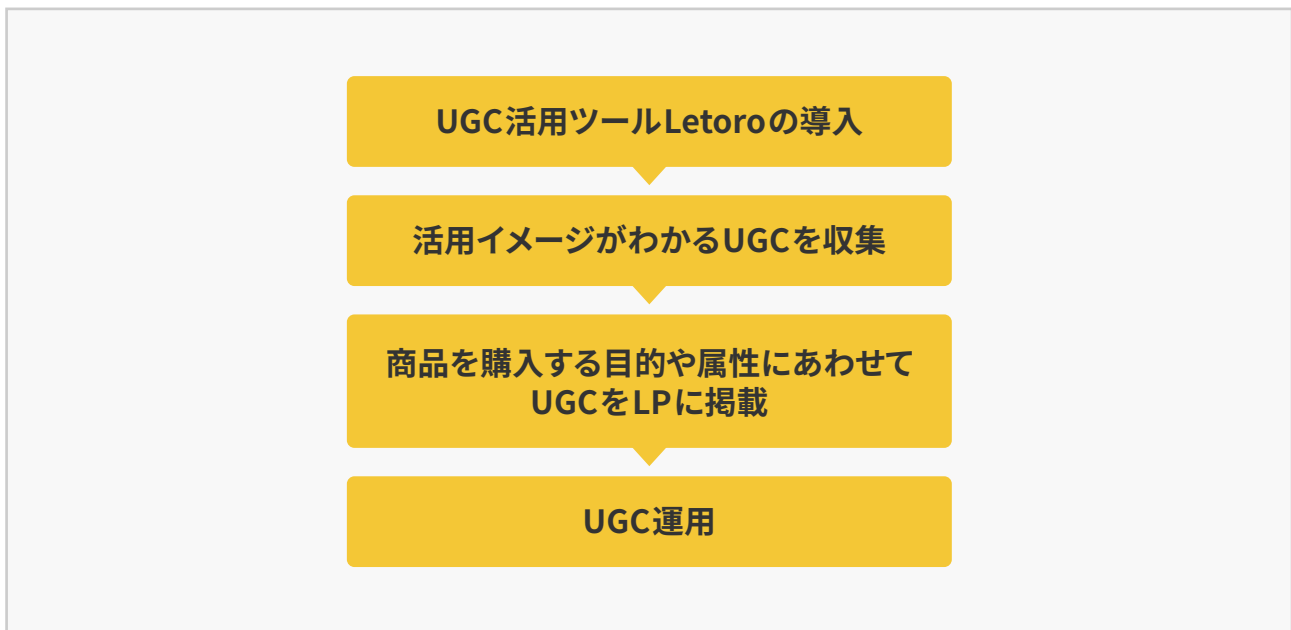 UGC活用ツールLetoroの導入
活用イメージがわかるUGCを収集
商品を購入する目的や属性にあわせて
UGCをLPに掲載
UGC運用